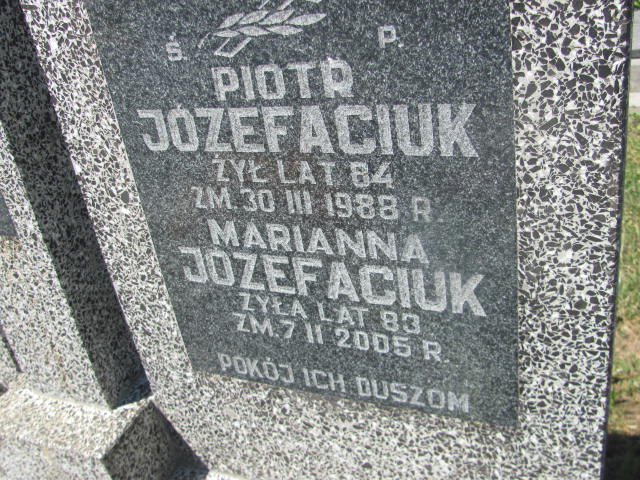 Ś. P.
PIOTR
JÓZEFACIUK
ŻYŁ LAT 84
ZM. 30 III 1988 R.
MARIANNA
JÓZEFACIUK
ŻYŁA LAT 83
ZM. 7 II 2005 R.
POKÓJ ICH DUSZOM